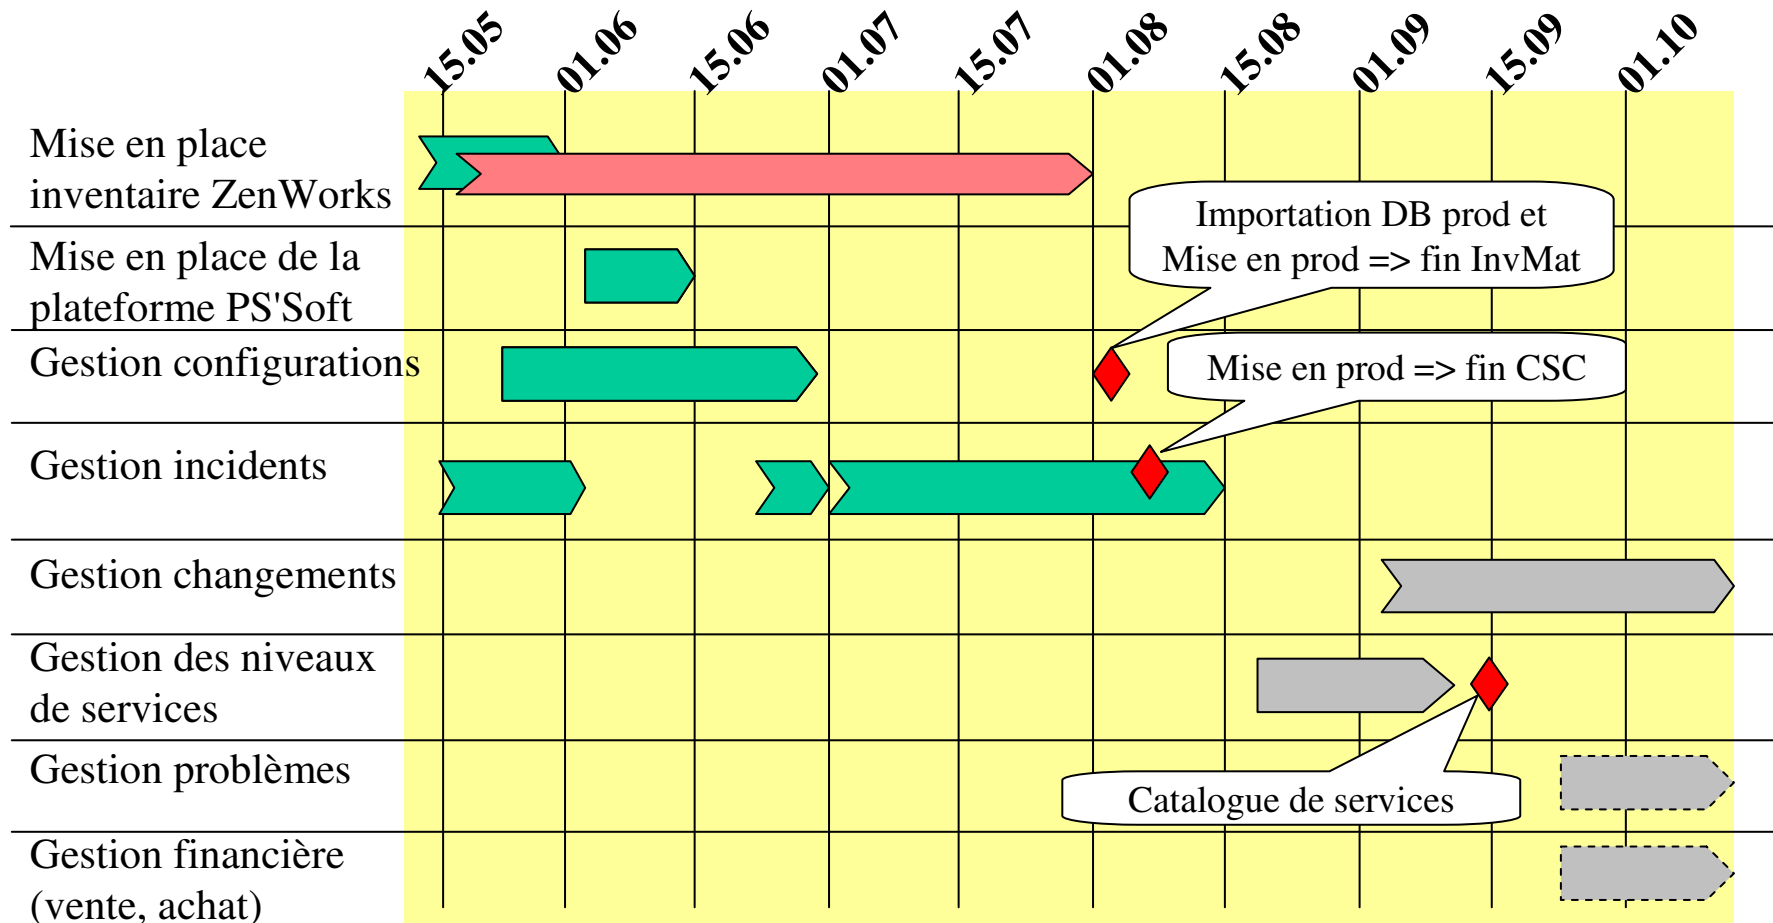 15.05
01.06
15.06
01.07
15.07
01.08
15.08
01.09
15.09
01.10
Mise en place
inventaire ZenWorks
Importation DB prod et
Mise en prod => fin InvMat
Mise en place de la
plateforme PS'Soft
Gestion configurations
Mise en prod => fin CSC
Gestion incidents
Gestion changements
Gestion des niveaux
de services
Gestion problèmes
Catalogue de services
Gestion financière
(vente, achat)